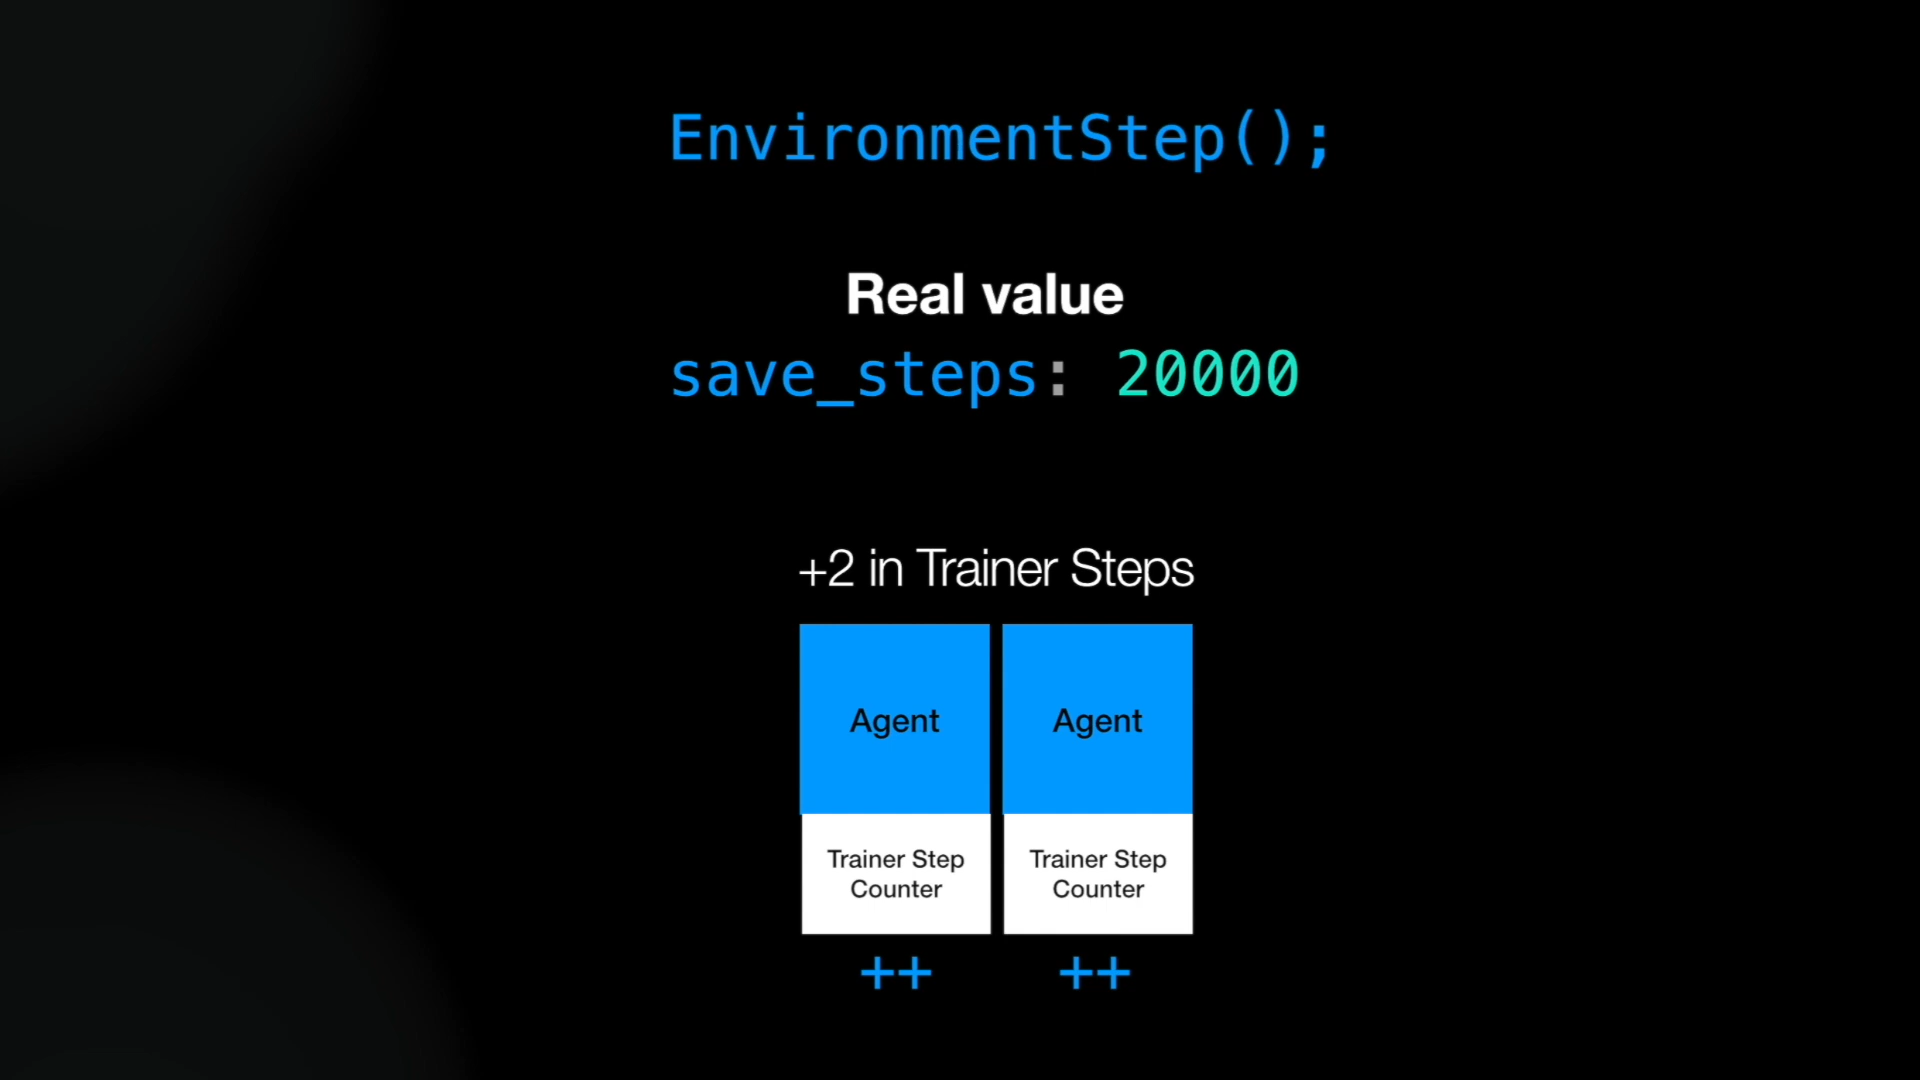 EnvironmentStep();
Real value
save_steps: 20000
+2 in Trainer Steps
Agent
Agent
Trainer Step
Counter
Trainer Step
Counter
++
++